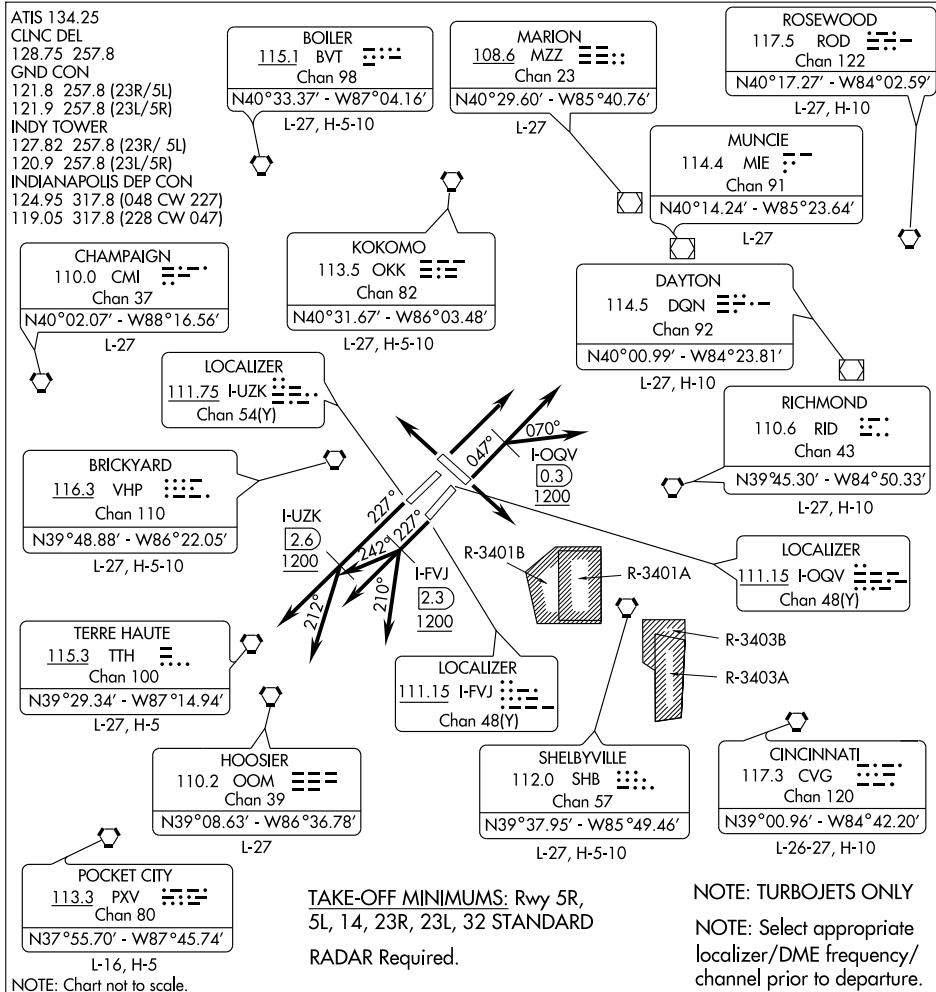 ATIS 134.25
CLNC DEL
128.75 257.8
GND CON
121.8 257.8 (23R/5L)
121.9 257.8 (23L/5R)
INDY TOWER
127.82 257.8 (23R/ 5L)
120.9 257.8 (23L/5R)
INDIANAPOLIS DEP CON
124.95 317.8 (048 CW 227)
119.05 317.8 (228 CW 047)
BOILER
115.1 BVT
Chan 98
N40°33.37' - W87°04.16'
L-27, H-5-10
MARION
108.6 MZZ
Chan 23
N40°29.60' - W85°40.76'
L-27
ROSEWOOD
117.5 ROD
Chan 122
N40°17.27' - W84°02.59'
L-27, H-10
MUNCIE
114.4 MIE
Chan 91
N40°14.24' - W85°23.64'
L-27
CHAMPAIGN
110.0 CMI
Chan 37
N40°02.07' - W88°16.56'
L-27
KOKOMO
113.5 OKK
Chan 82
N40°31.67' - W86°03.48'
L-27, H-5-10
DAYTON
114.5 DQN
Chan 92
N40°00.99' - W84°23.81'
L-27, H-10
LOCALIZER
111.75 I-UZK
Chan 54(Y)
RICHMOND
110.6 RID
Chan 43
N39°45.30' - W84°50.33'
L-27, H-10
BRICKYARD
116.3 VHP
Chan 110
N39°48.88' - W86°22.05'
L-27, H-5-10
047°
070°
I-OQV
0.3
1200
227°
227°
242°
I-UZK
2.6
1200
212°
210°
I-FVJ
2.3
1200
R-3401B
R-3401A
LOCALIZER
111.15 I-OQV
Chan 48(Y)
R-3403B
R-3403A
TERRE HAUTE
115.3 TTH
Chan 100
N39°29.34' - W87°14.94'
L-27, H-5
LOCALIZER
111.15 I-FVJ
Chan 48(Y)
HOOSIER
110.2 OOM
Chan 39
N39°08.63' - W86°36.78'
L-27
SHELBYVILLE
112.0 SHB
Chan 57
N39°37.95' - W85°49.46'
L-27, H-5-10
CINCINNATI
117.3 CVG
Chan 120
N39°00.96' - W84°42.20'
L-26-27, H-10
POCKET CITY
113.3 PXV
Chan 80
N37°55.70' - W87°45.74'
L-16, H-5
NOTE: Chart not to scale.
TAKE-OFF MINIMUMS: Rwy 5R,
5L, 14, 23R, 23L, 32 STANDARD
RADAR Required.
NOTE: TURBOJETS ONLY
NOTE: Select appropriate
localizer/DME frequency/
channel prior to departure.